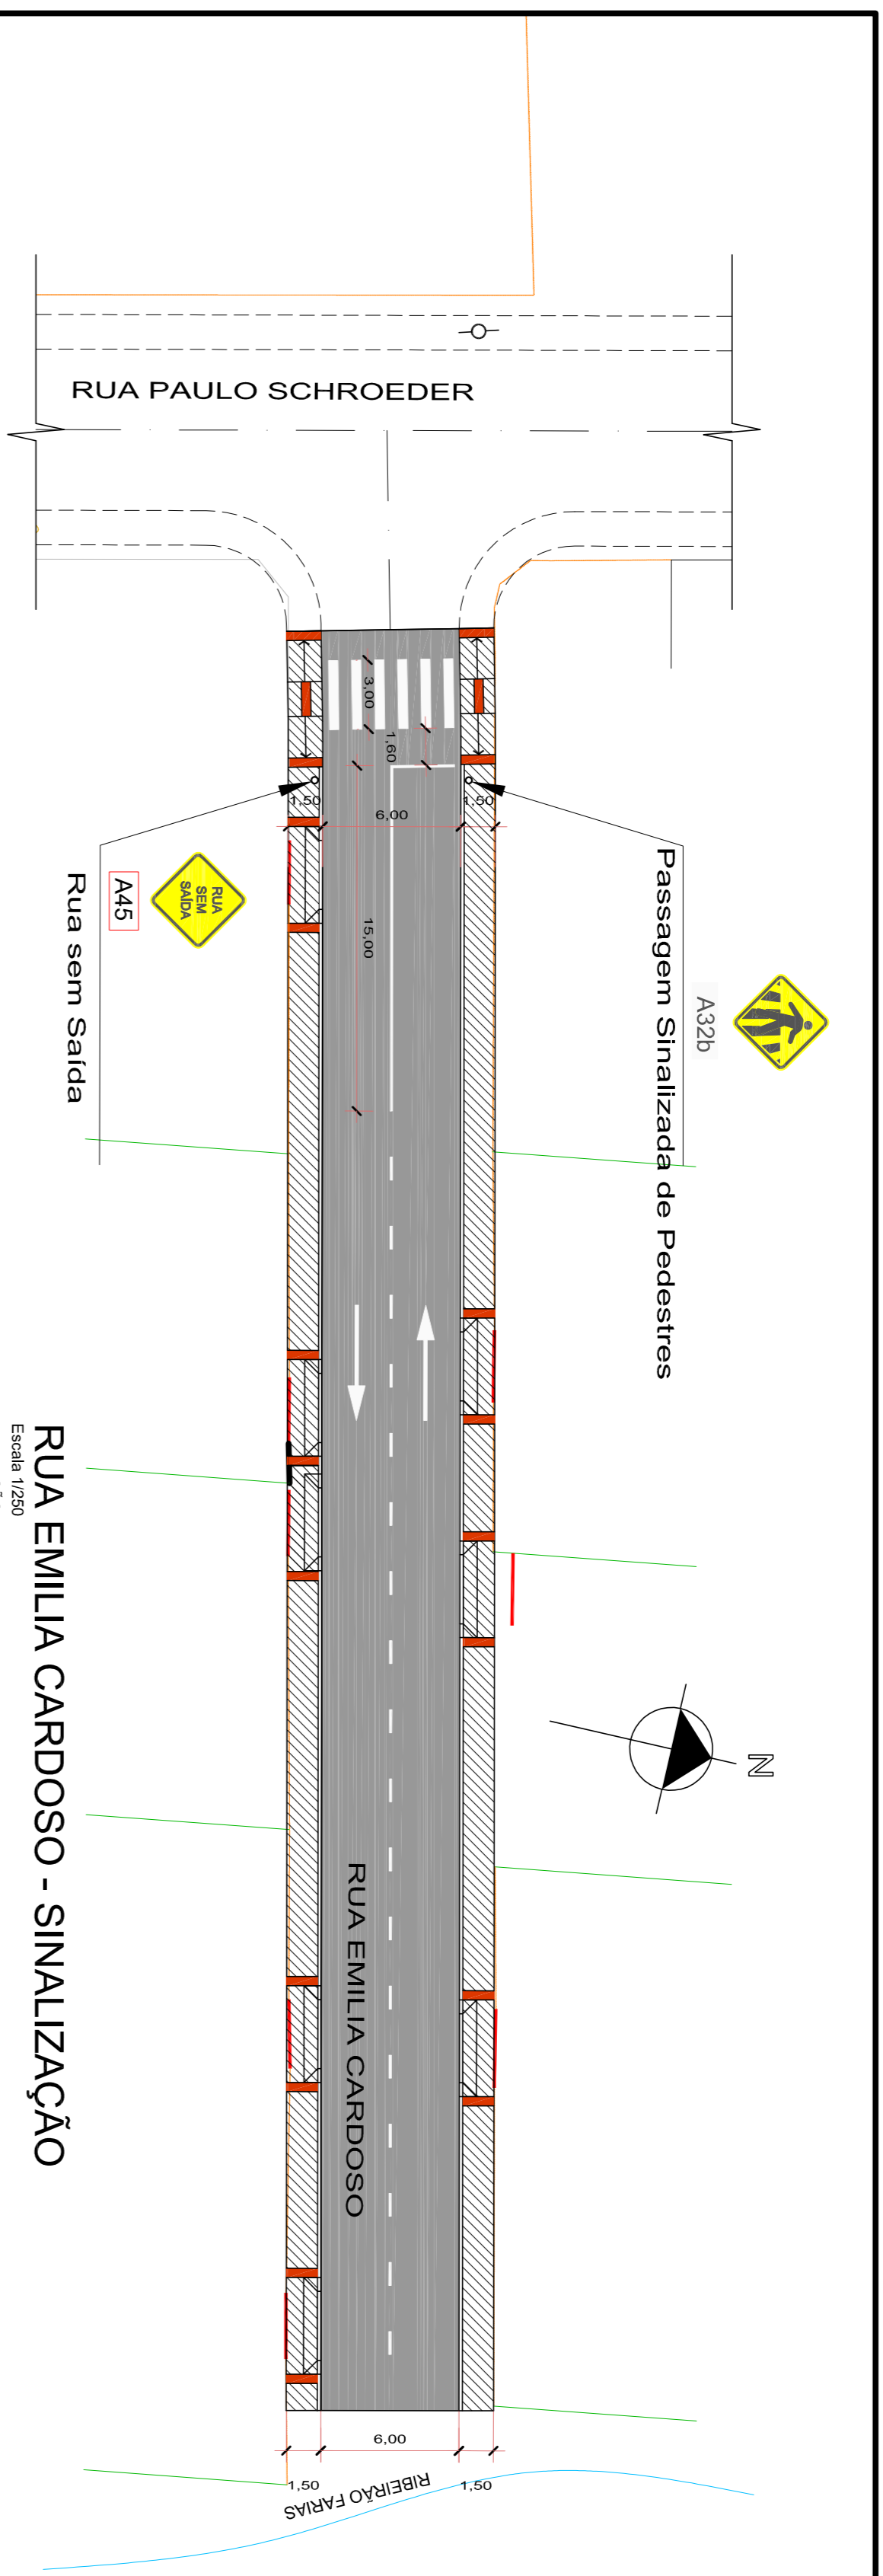 RUA PAULO SCHROEDER
3,00
1,60
1,50
6,00
1,50
15,00
RUA
SEM
SAÍDA
A45
Rua sem Saída
A32b
Passagem Sinalizada de Pedestres
N
RUA EMILIA CARDOSO
RUA EMILIA CARDOSO - SINALIZAÇÃO
Escala 1/250
6,00
1,50
1,50
RIBEIRÃO FARIAS